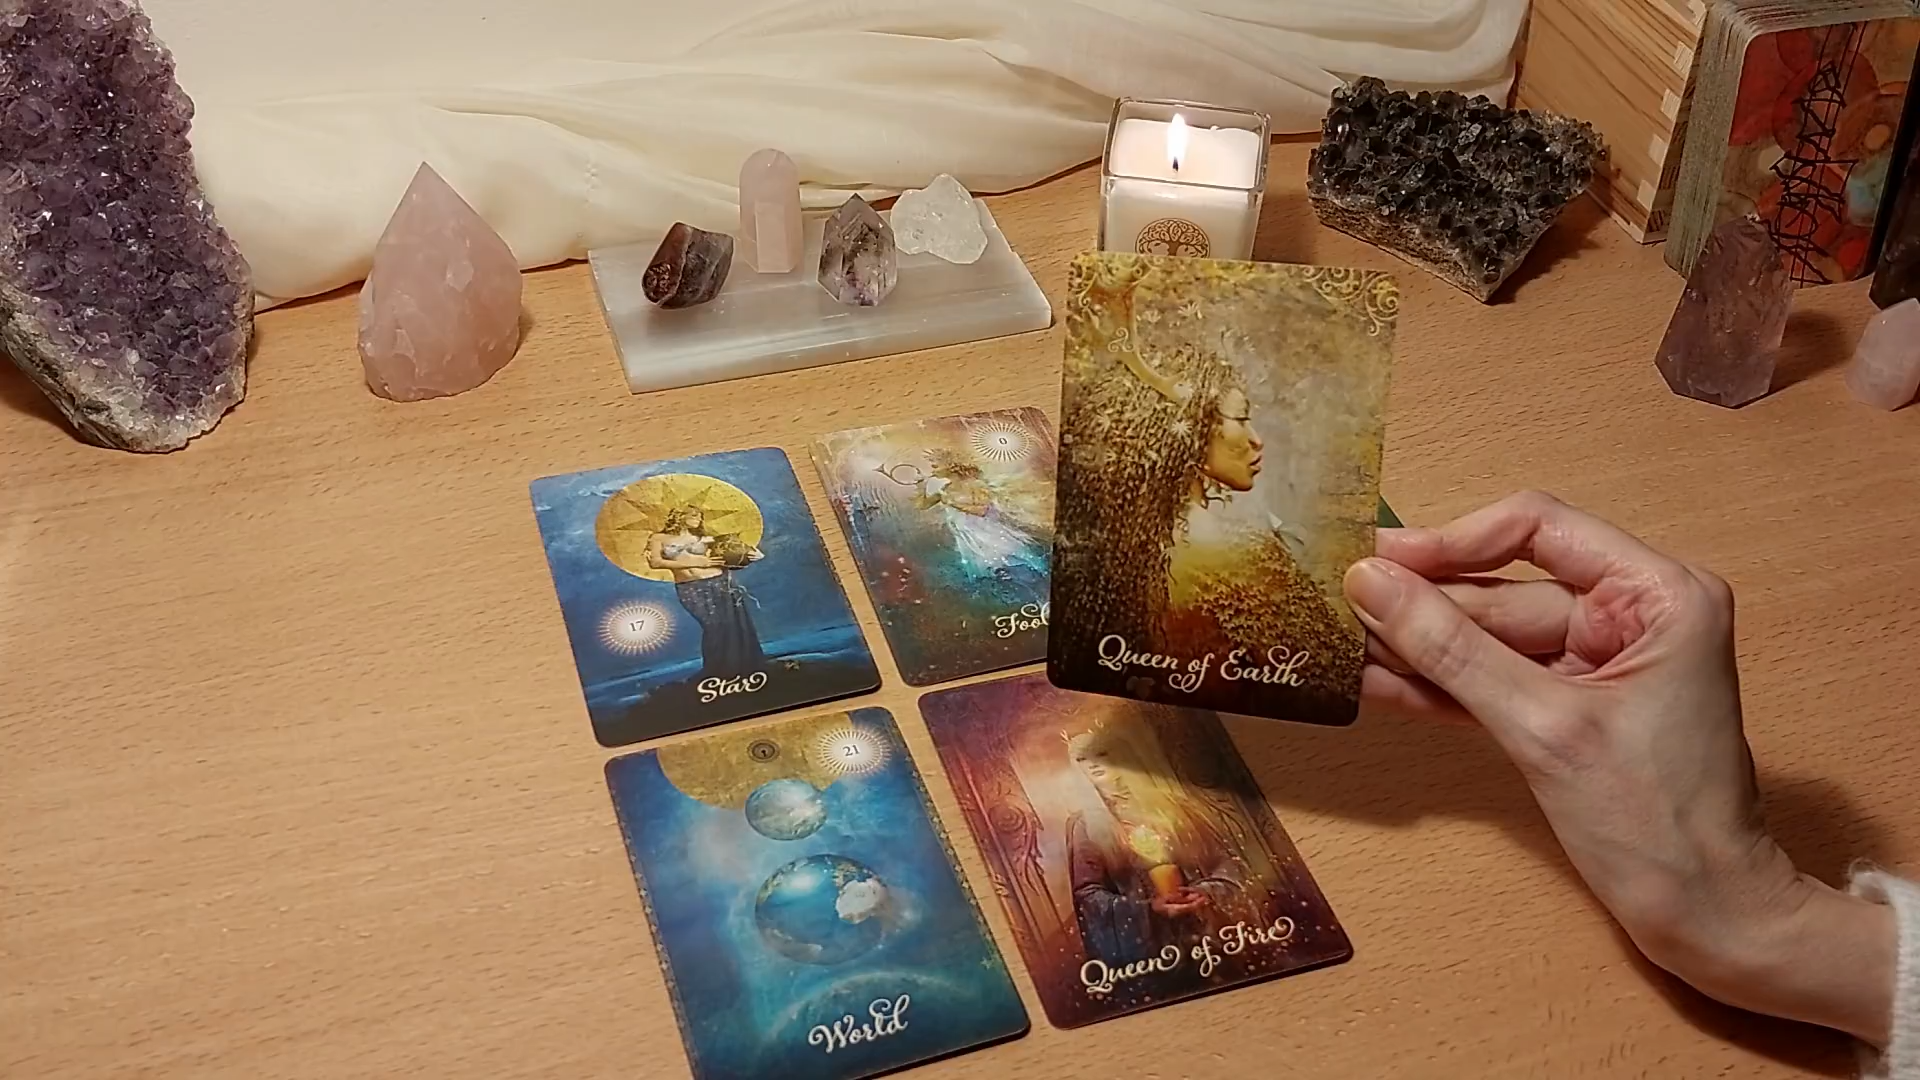 0
Fool
17
Star
Queen of Earth
21
World
Queen of Fire